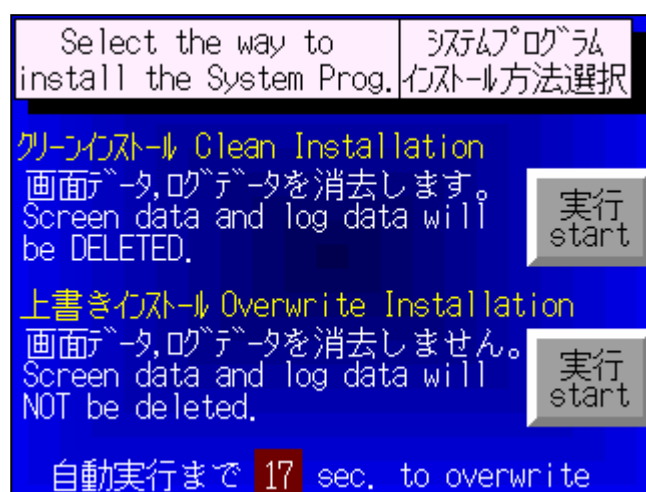 Select the way to
install the System Prog.
ｼｽﾃﾑﾌﾟﾛｸﾞﾗﾑ
ｲﾝｽﾄｰﾙ方法選択
ｸﾘｰﾝｲﾝｽﾄｰﾙ Clean Installation
画面ﾃﾞｰﾀ,ﾛｸﾞﾃﾞｰﾀを消去します。
Screen data and log data will
be DELETED.
実行
start
上書きｲﾝｽﾄｰﾙ Overwrite Installation
画面ﾃﾞｰﾀ,ﾛｸﾞﾃﾞｰﾀを消去しません。
Screen data and log data will
NOT be deleted.
実行
start
自動実行まで 17 sec. to overwrite